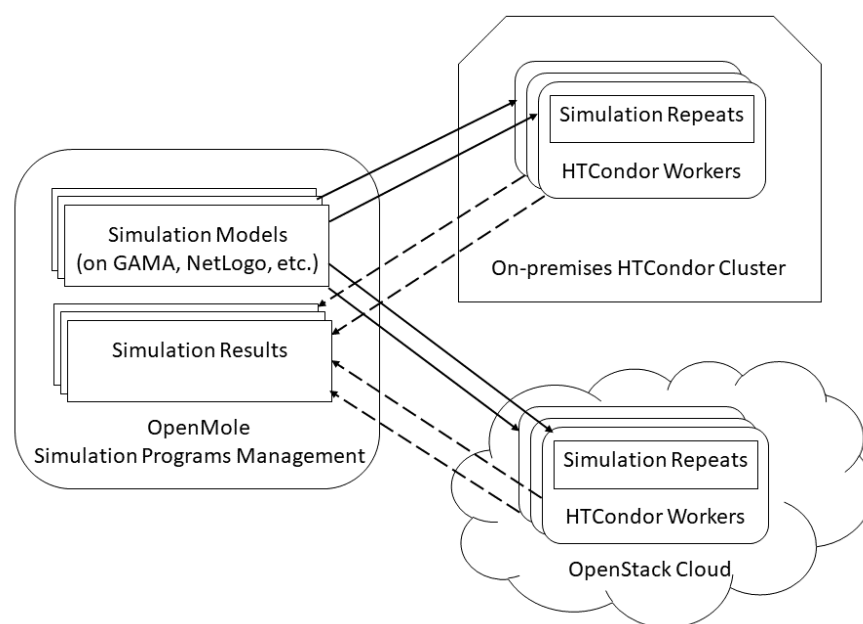 Simulation Repeats
HTCondor Workers
On-premises HTCondor Cluster
Simulation Models
(on GAMA, NetLogo, etc.)
Simulation Results
OpenMole
Simulation Programs Management
Simulation Repeats
HTCondor Workers
OpenStack Cloud